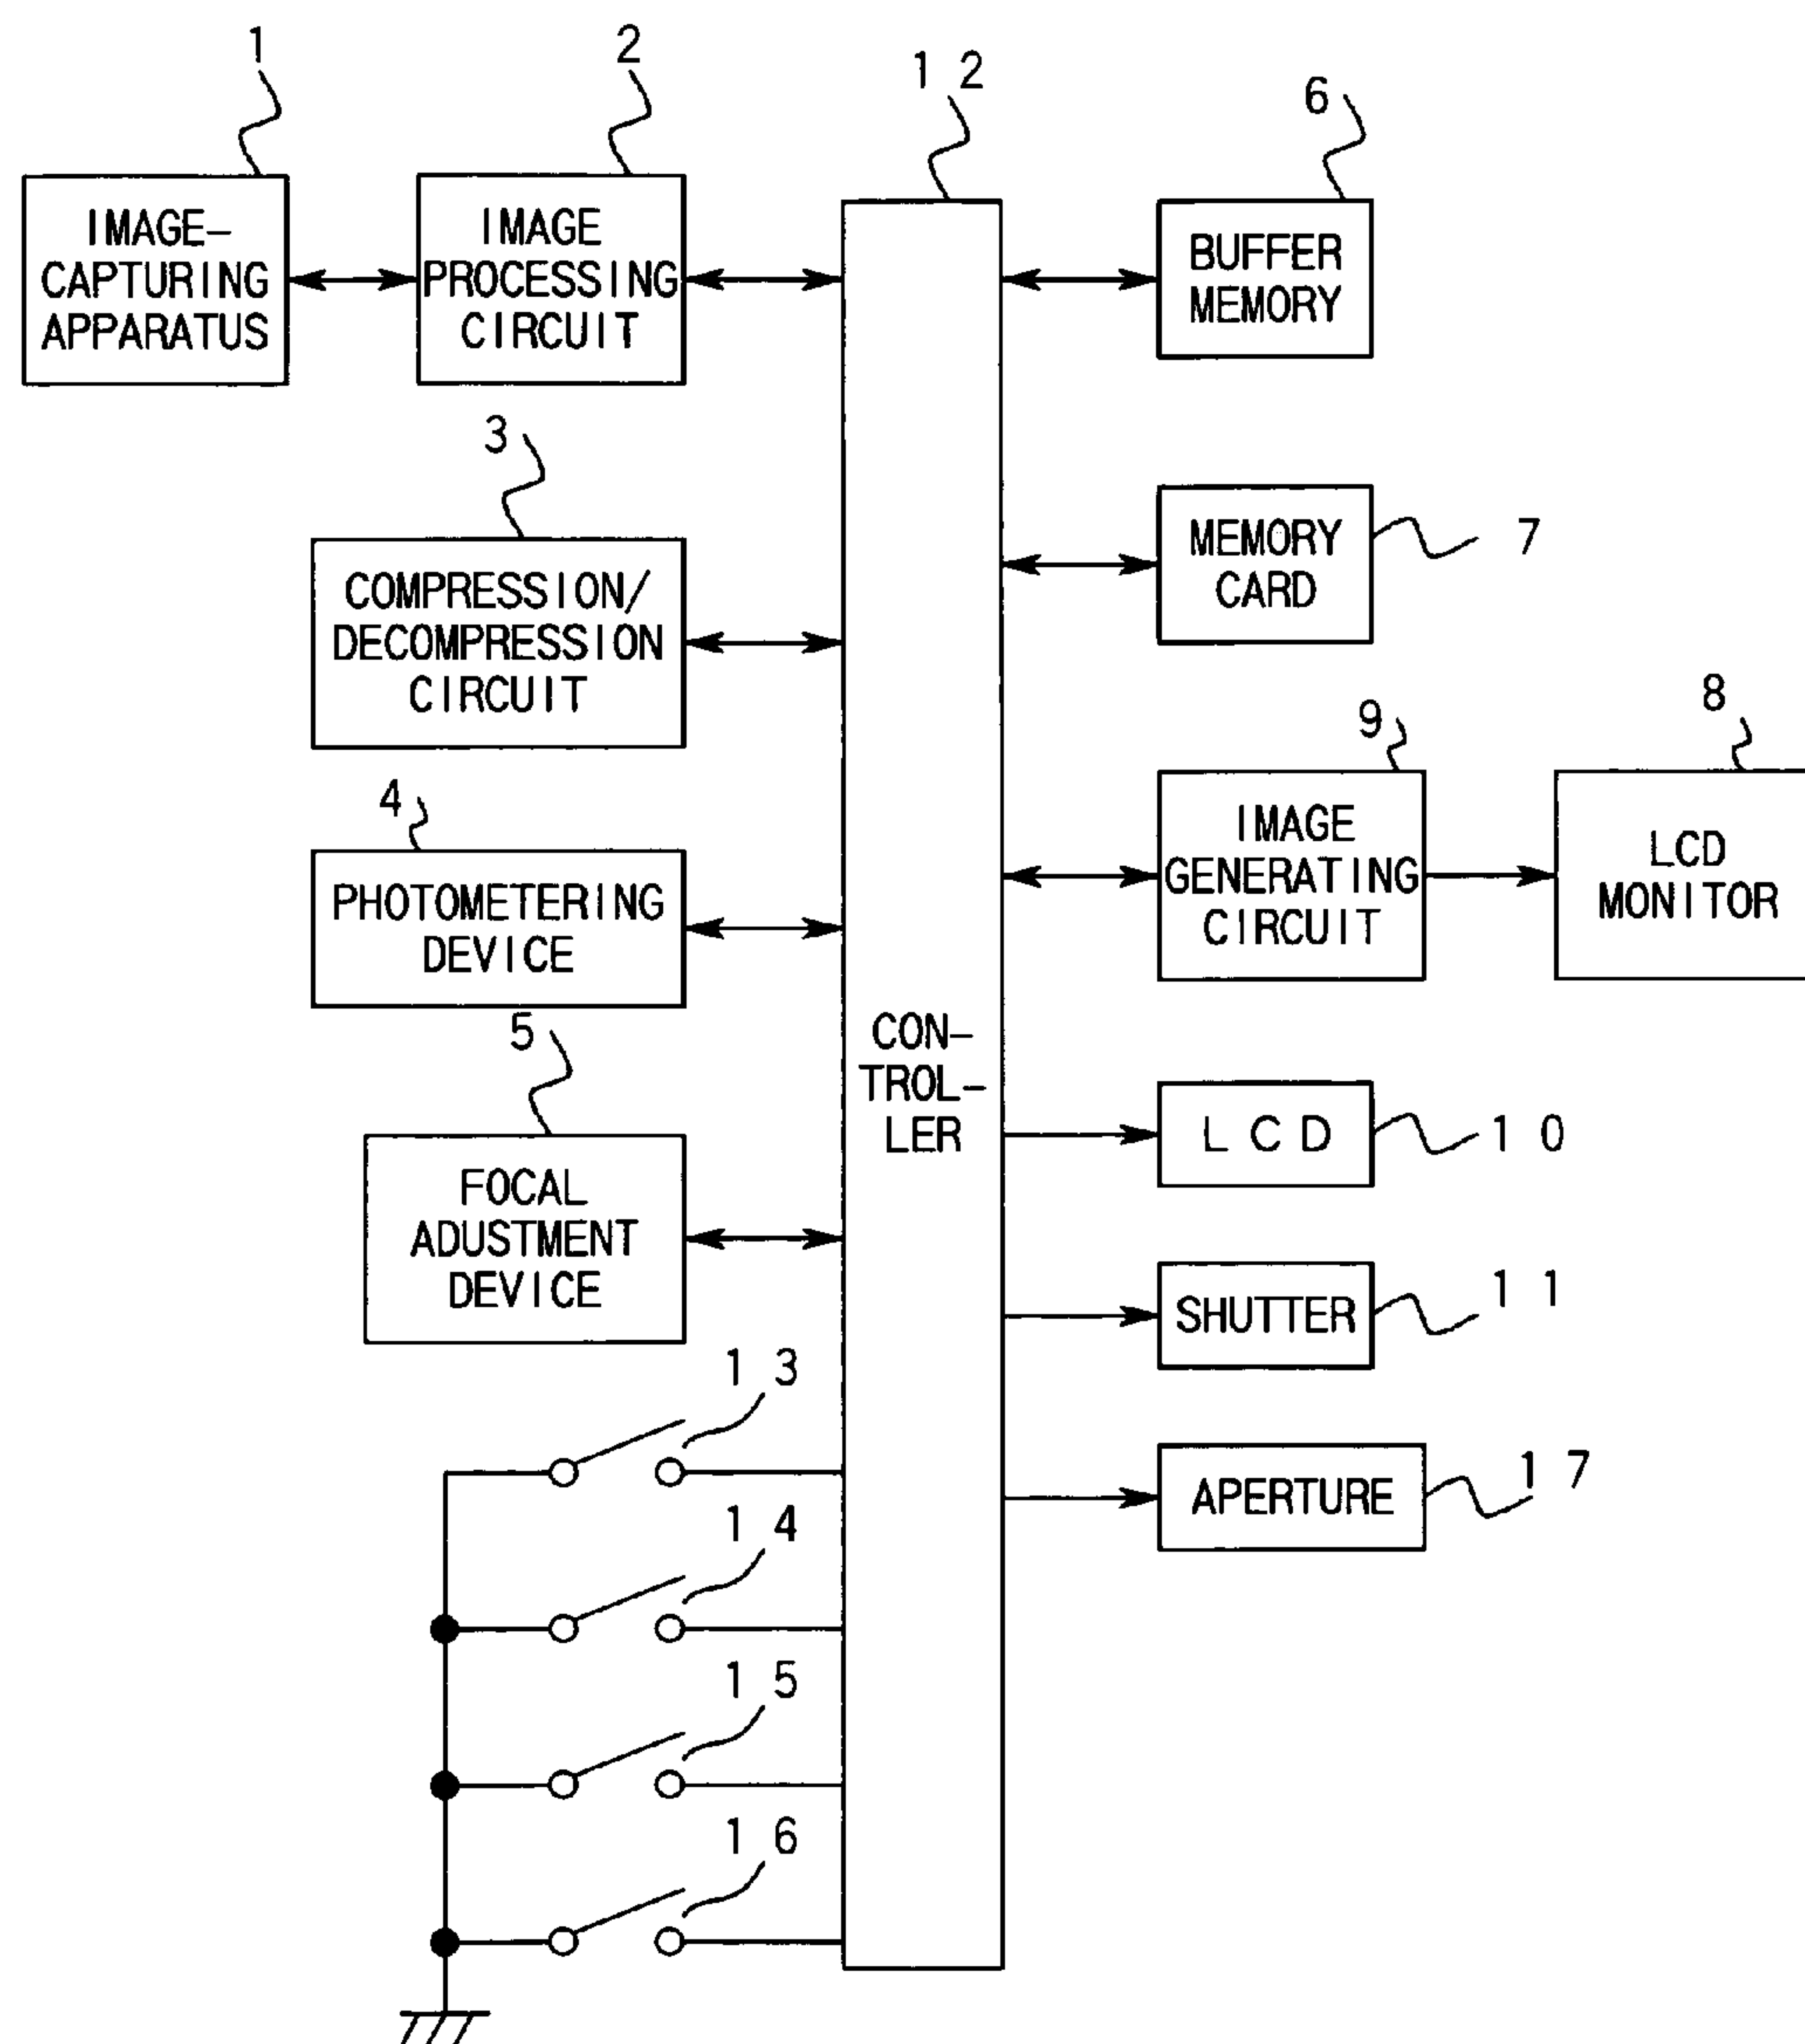 1
2
1 2
6
IMAGE-
CAPTURING
APPARATUS
IMAGE
PROCESSING
CIRCUIT
BUFFER
MEMORY
3
COMPRESSION/
DECOMPRESSION
CIRCUIT
MEMORY
CARD
7
4
PHOTOMETERING
DEVICE
9
8
IMAGE
GENERATING
CIRCUIT
LCD
MONITOR
5
FOCAL
ADUSTMENT
DEVICE
CON-
TROL-
LER
L C D
1 0
SHUTTER
1 1
1 3
APERTURE
1 7
1 4
1 5
1 6